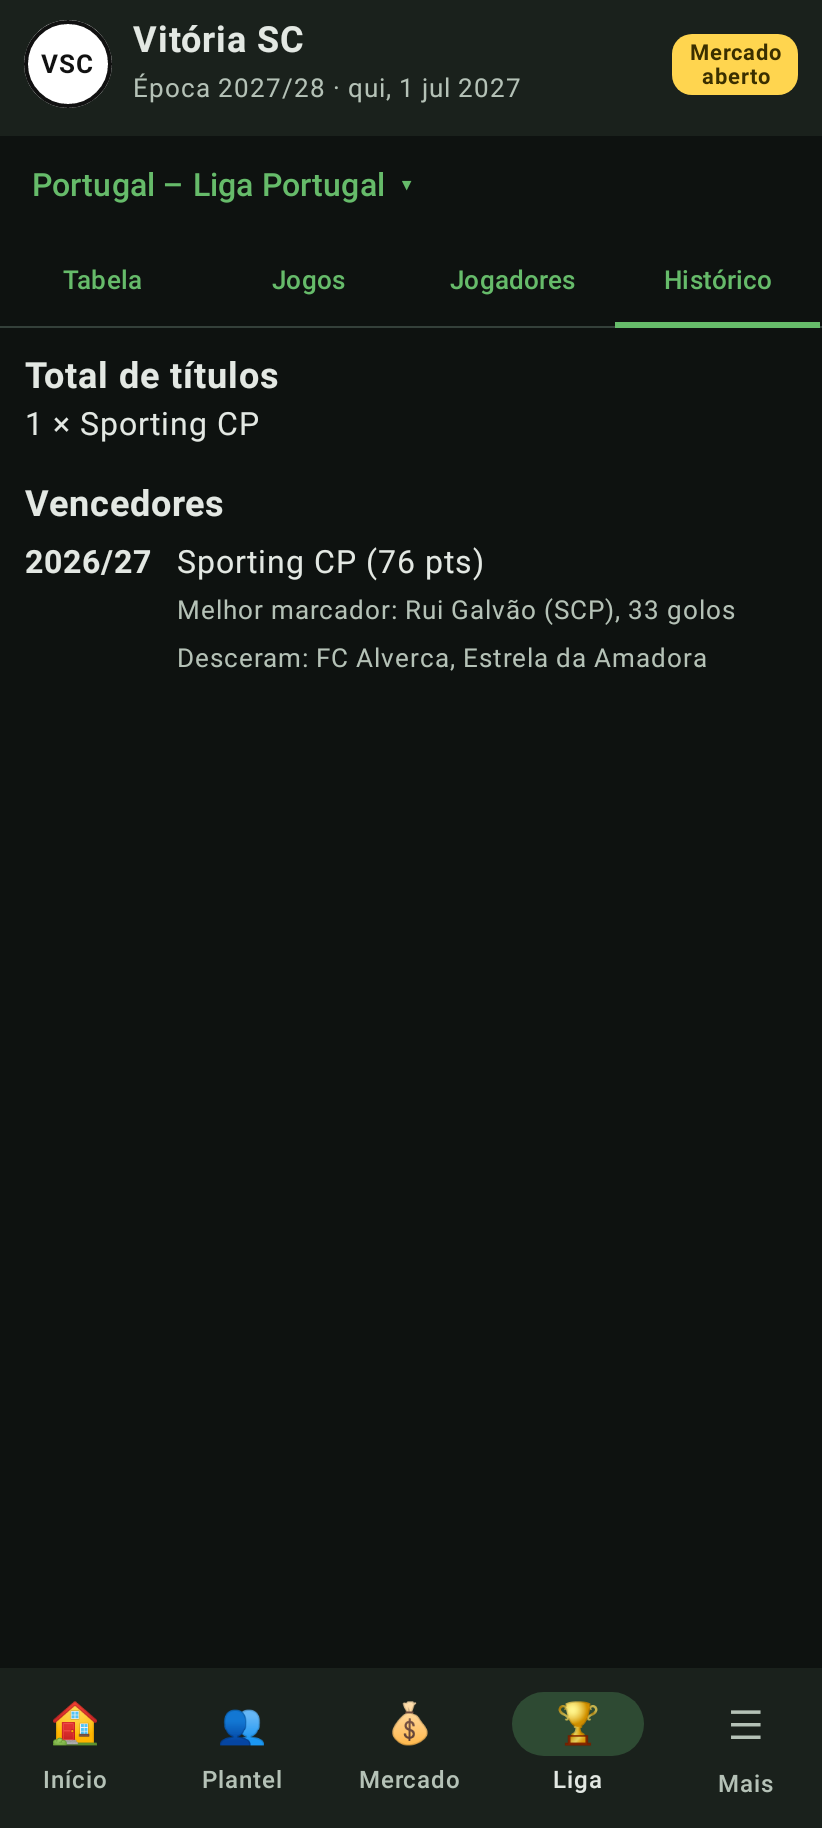 VSC
Vitória SC
Época 2027/28 · qui, 1 jul 2027
Mercado
aberto
Portugal – Liga Portugal ▾
Tabela
Jogos
Jogadores
Histórico
Total de títulos
1 × Sporting CP
Vencedores
2026/27 Sporting CP (76 pts)
Melhor marcador: Rui Galvão (SCP), 33 golos
Desceram: FC Alverca, Estrela da Amadora
Início
Plantel
Mercado
Liga
Mais